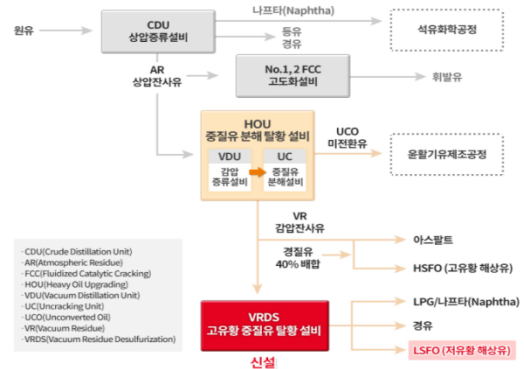 원유
CDU
상압증류설비
나프타(Naphtha)
등유
경유
석유화학공정
AR
상압잔사유
No.1, 2 FCC
고도화설비
휘발유
HOU
중질유 분해 탈황 설비
VDU
감압
증류설비
UC
중질유
분해설비
UCO
미전환유
윤활기유제조공정
VR
감압잔사유
경질유
40% 배합
아스팔트
HSFO (고유황 해상유)
· CDU(Crude Distillation Unit)
· AR(Atmospheric Residue)
· FCC(Fluidized Catalytic Cracking)
· HOU(Heavy Oil Upgrading)
· VDU(Vacuum Distillation Unit)
· UC(Uncracking Unit)
· UCO(Unconverted Oil)
· VR(Vacuum Residue)
· VRDS(Vacuum Residue Desulfurization)
VRDS
고유황 중질유 탈황 설비
신설
LPG/나프타(Naphtha)
경유
LSFO (저유황 해상유)